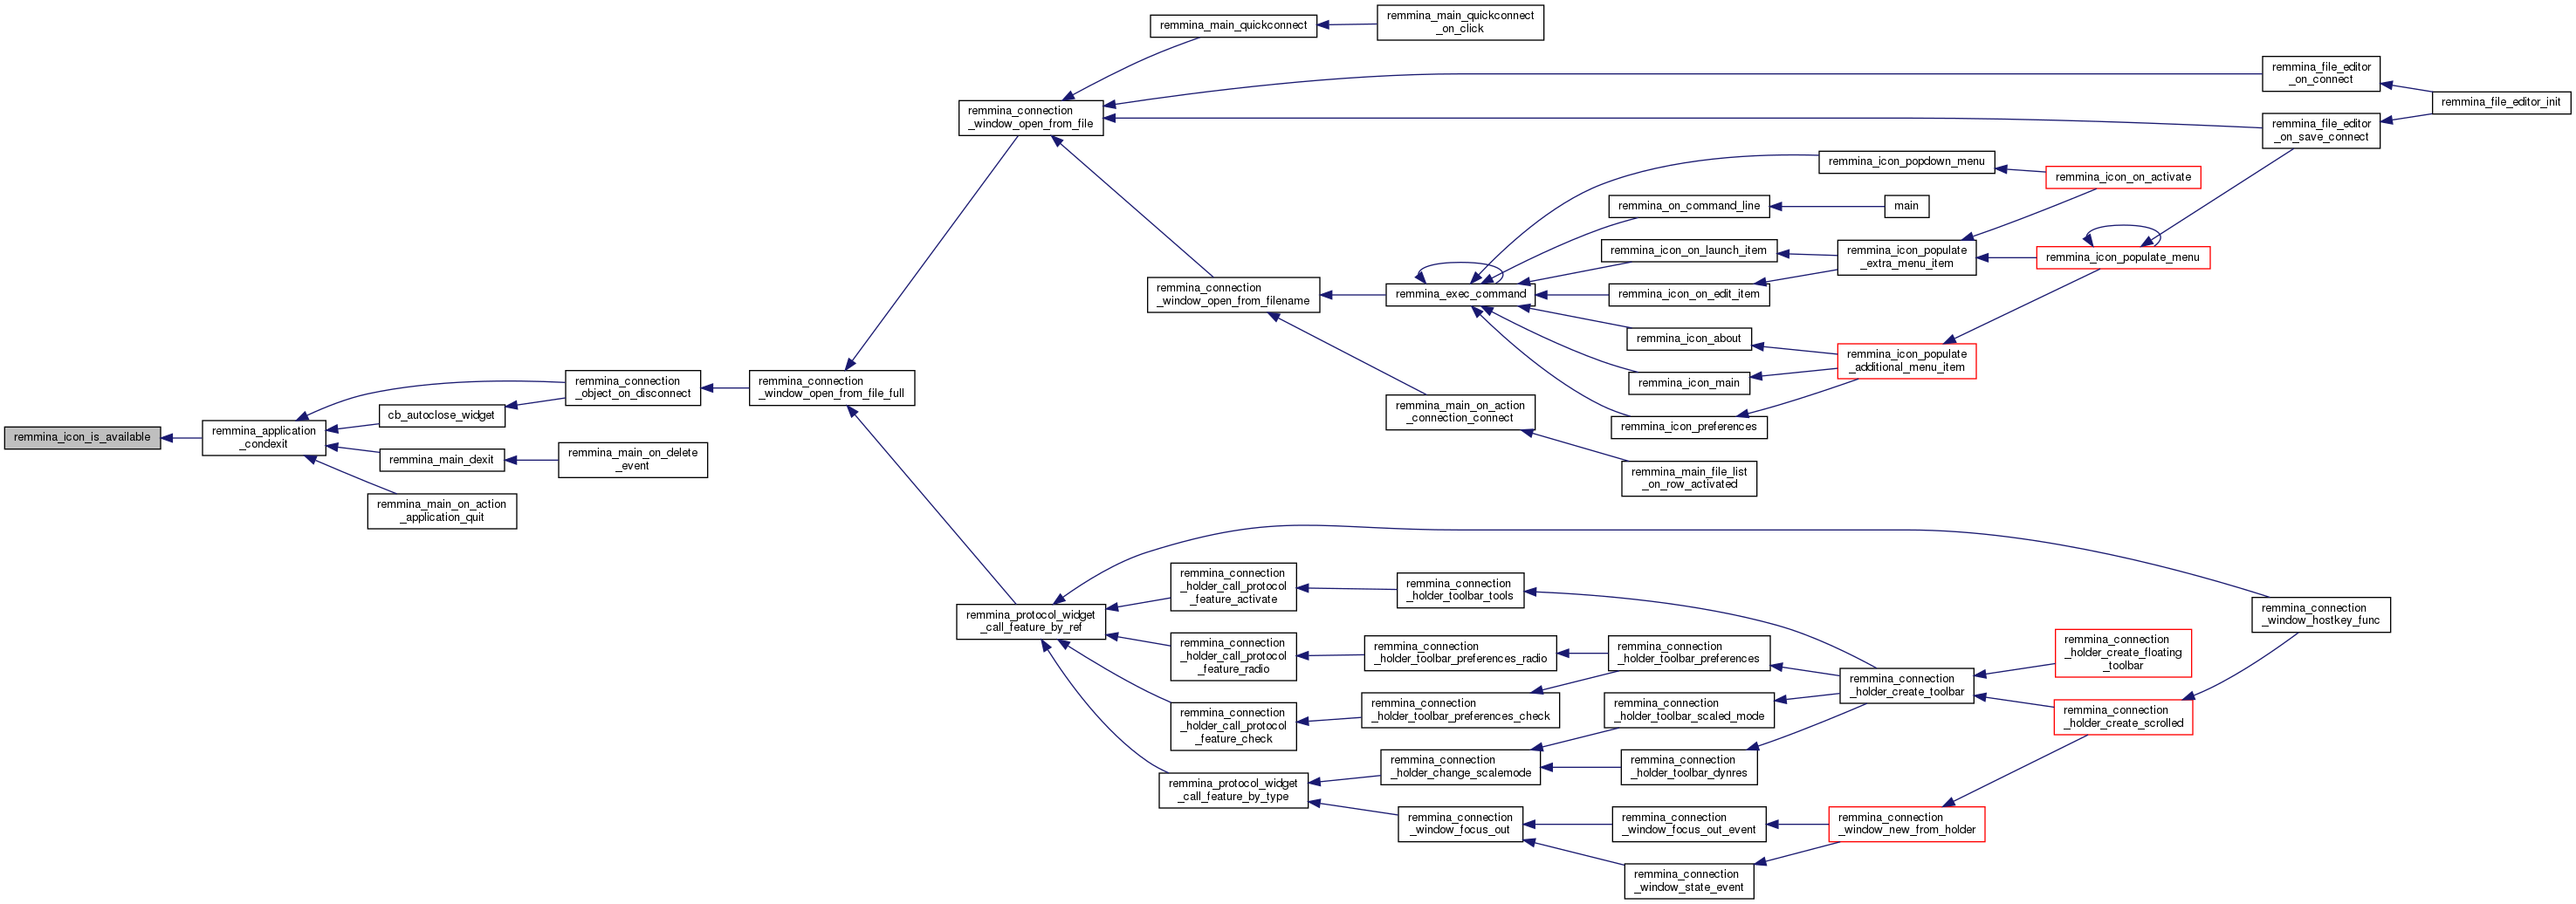 remmina_icon_is_available
remmina_application
_condexit
remmina_connection
_object_on_disconnect
cb_autoclose_widget
remmina_main_dexit
remmina_main_on_delete
_event
remmina_main_on_action
_application_quit
remmina_connection
_window_open_from_file_full
remmina_connection
_window_open_from_file
remmina_main_quickconnect
remmina_main_quickconnect
_on_click
remmina_file_editor
_on_connect
remmina_file_editor_init
remmina_file_editor
_on_save_connect
remmina_connection
_window_open_from_filename
remmina_exec_command
remmina_icon_popdown_menu
remmina_icon_on_activate
remmina_on_command_line
main
remmina_icon_on_launch_item
remmina_icon_populate
_extra_menu_item
remmina_icon_populate_menu
remmina_icon_on_edit_item
remmina_icon_about
remmina_icon_populate
_additional_menu_item
remmina_icon_main
remmina_icon_preferences
remmina_main_on_action
_connection_connect
remmina_main_file_list
_on_row_activated
remmina_protocol_widget
_call_feature_by_ref
remmina_connection
_window_hostkey_func
remmina_connection
_holder_call_protocol
_feature_activate
remmina_connection
_holder_toolbar_tools
remmina_connection
_holder_call_protocol
_feature_radio
remmina_connection
_holder_toolbar_preferences_radio
remmina_connection
_holder_toolbar_preferences
remmina_connection
_holder_create_toolbar
remmina_connection
_holder_create_floating
_toolbar
remmina_connection
_holder_create_scrolled
remmina_connection
_holder_call_protocol
_feature_check
remmina_connection
_holder_toolbar_preferences_check
remmina_connection
_holder_toolbar_scaled_mode
remmina_protocol_widget
_call_feature_by_type
remmina_connection
_holder_change_scalemode
remmina_connection
_holder_toolbar_dynres
remmina_connection
_window_focus_out
remmina_connection
_window_focus_out_event
remmina_connection
_window_new_from_holder
remmina_connection
_window_state_event